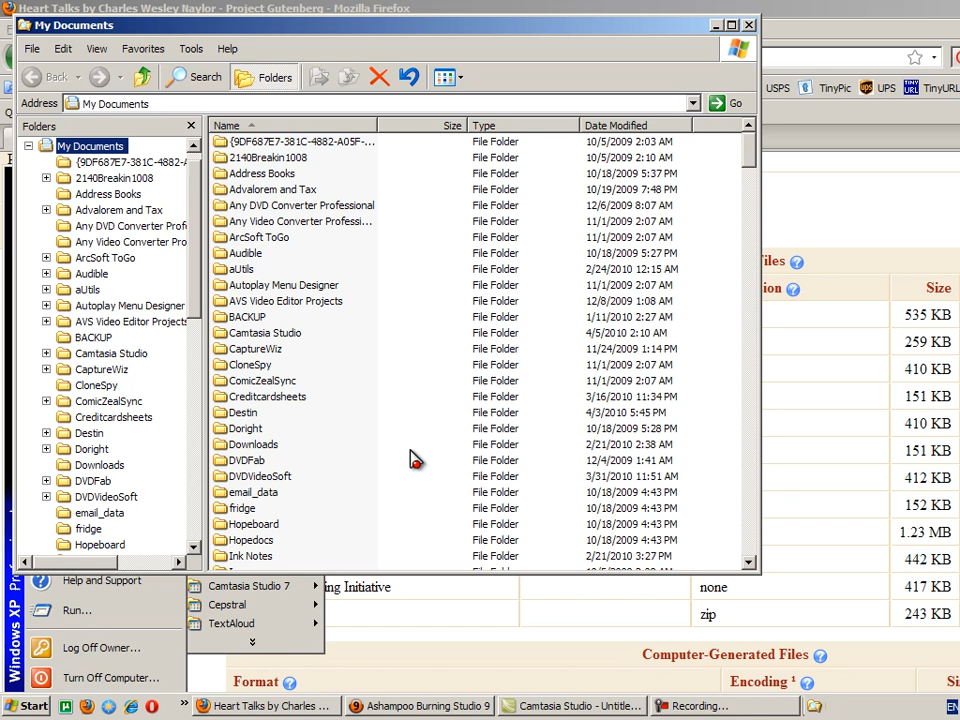 Heart Talks by Charles Wesley Naylor - Project Gutenberg - Mozilla Firefox
My Documents
File Edit View Favorites Tools Help
Back Search Folders
Address My Documents Go
USPS TinyPic UPS TinyURL
Folders
My Documents
{9DF687E7-381C-4882-A
2140Breakin1008
Address Books
Advalorem and Tax
Any DVD Converter Prof
Any Video Converter Pro
ArcSoft ToGo
Audible
aUtils
Autoplay Menu Designer
AVS Video Editor Projects
BACKUP
Camtasia Studio
CaptureWiz
CloneSpy
ComicZealSync
Creditcardsheets
Destin
Doright
Downloads
DVDFab
DVDVideoSoft
email_data
fridge
Hopeboard
Name Size Type Date Modified
{9DF687E7-381C-4882-A05F-... File Folder 10/5/2009 2:03 AM
2140Breakin1008 File Folder 10/5/2009 2:10 AM
Address Books File Folder 10/18/2009 5:37 PM
Advalorem and Tax File Folder 10/19/2009 7:48 PM
Any DVD Converter Professional File Folder 12/6/2009 8:07 AM
Any Video Converter Professi... File Folder 11/1/2009 2:07 AM
ArcSoft ToGo File Folder 11/1/2009 2:07 AM
Audible File Folder 10/18/2009 5:27 PM
aUtils File Folder 2/24/2010 12:15 AM
Autoplay Menu Designer File Folder 11/1/2009 2:07 AM
AVS Video Editor Projects File Folder 12/8/2009 1:08 AM
BACKUP File Folder 1/11/2010 2:27 AM
Camtasia Studio File Folder 4/5/2010 2:10 AM
CaptureWiz File Folder 11/24/2009 1:14 PM
CloneSpy File Folder 11/1/2009 2:07 AM
ComicZealSync File Folder 11/1/2009 2:07 AM
Creditcardsheets File Folder 3/16/2010 11:34 PM
Destin File Folder 4/3/2010 5:45 PM
Doright File Folder 10/18/2009 5:28 PM
Downloads File Folder 2/21/2010 2:38 AM
DVDFab File Folder 12/4/2009 1:41 AM
DVDVideoSoft File Folder 3/31/2010 11:51 AM
email_data File Folder 10/18/2009 4:43 PM
fridge File Folder 10/18/2009 4:43 PM
Hopeboard File Folder 10/18/2009 4:43 PM
Hopedocs File Folder 10/18/2009 4:43 PM
Ink Notes File Folder 2/21/2010 3:27 PM
Files
ion Size
535 KB
259 KB
410 KB
151 KB
410 KB
151 KB
412 KB
152 KB
1.23 MB
442 KB
ing Initiative none 417 KB
zip 243 KB
Computer-Generated Files
Format Encoding ¹ Si
Windows XP Pr
Help and Support
Run...
Log Off Owner...
Turn Off Computer...
Camtasia Studio 7
Cepstral
TextAloud
Start Heart Talks by Charles ... Ashampoo Burning Studio 9 Camtasia Studio - Untitle... Recording... EN